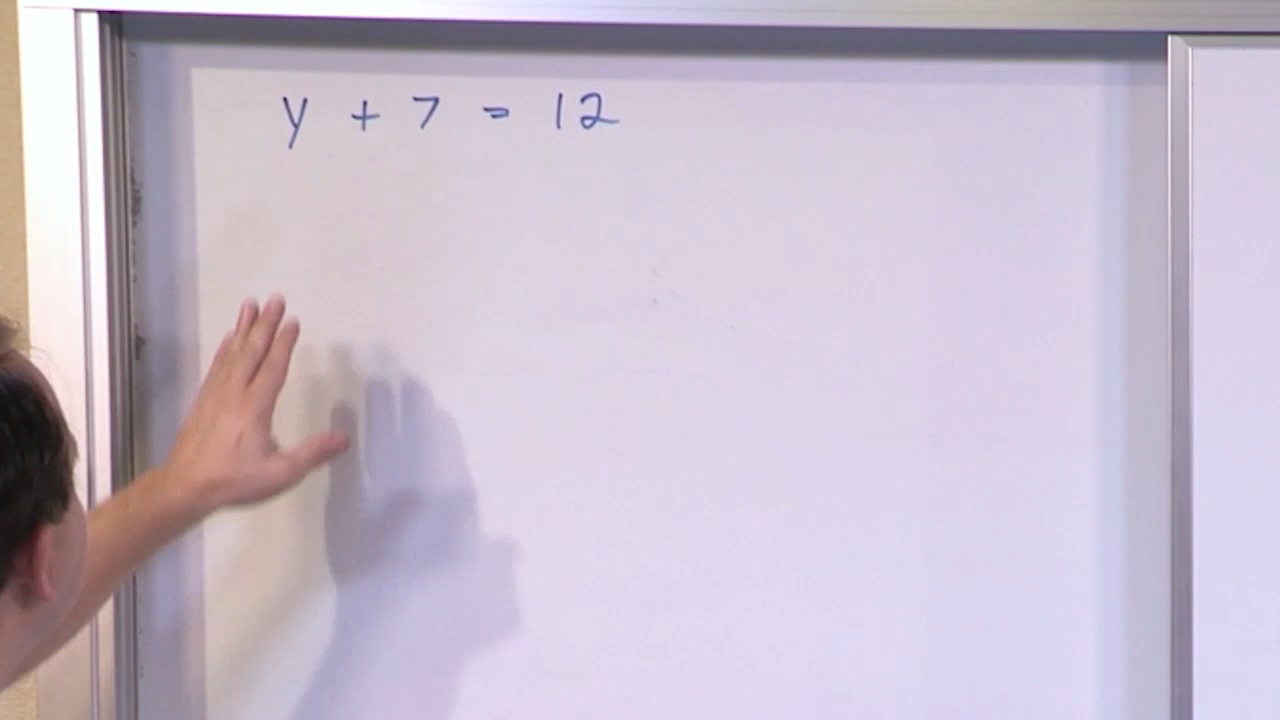 y + 7 = 12